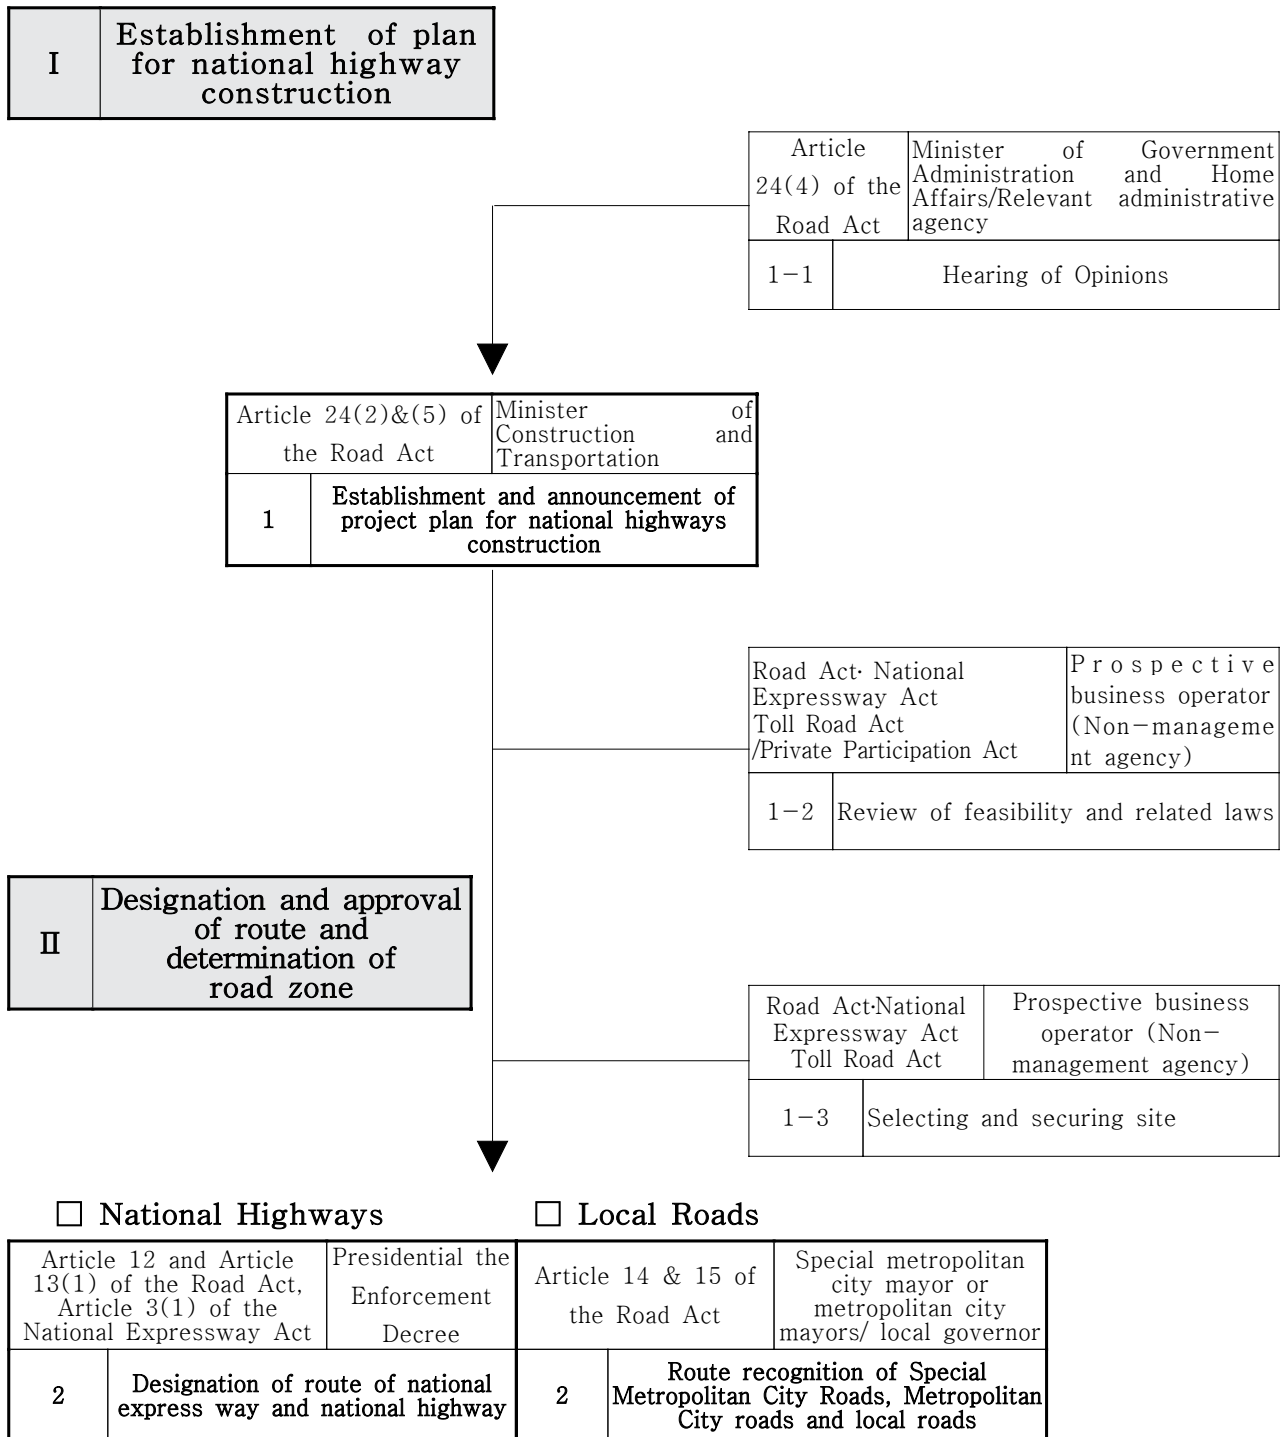 I
Establishment of plan
for national highway
construction
Article
24(4) of the
Road Act
Minister of Government
Administration and Home
Affairs/Relevant administrative
agency
1-1
Hearing of Opinions
Article 24(2)&(5) of
the Road Act
Minister of
Construction and
Transportation
1
Establishment and announcement of
project plan for national highways
construction
Road Act· National
Expressway Act
Toll Road Act
/Private Participation Act
Prospective
business operator
(Non-manageme
nt agency)
1-2
Review of feasibility and related laws
Ⅱ
Designation and approval
of route and
determination of
road zone
Road Act·National
Expressway Act
Toll Road Act
Prospective business
operator (Non-
management agency)
1-3
Selecting and securing site
□ National Highways
□ Local Roads
Article 12 and Article
13(1) of the Road Act,
Article 3(1) of the
National Expressway Act
Presidential the
Enforcement
Decree
2
Designation of route of national
express way and national highway
Article 14 & 15 of
the Road Act
Special metropolitan
city mayor or
metropolitan city
mayors/ local governor
2
Route recognition of Special
Metropolitan City Roads, Metropolitan
City roads and local roads